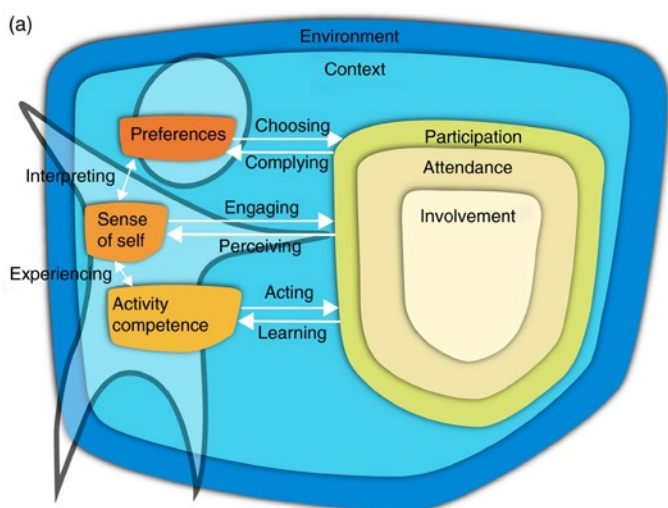 (a)
Environment
Context
Preferences
Choosing
Complying
Participation
Attendance
Involvement
Interpreting
Sense
of self
Engaging
Perceiving
Experiencing
Activity
competence
Acting
Learning